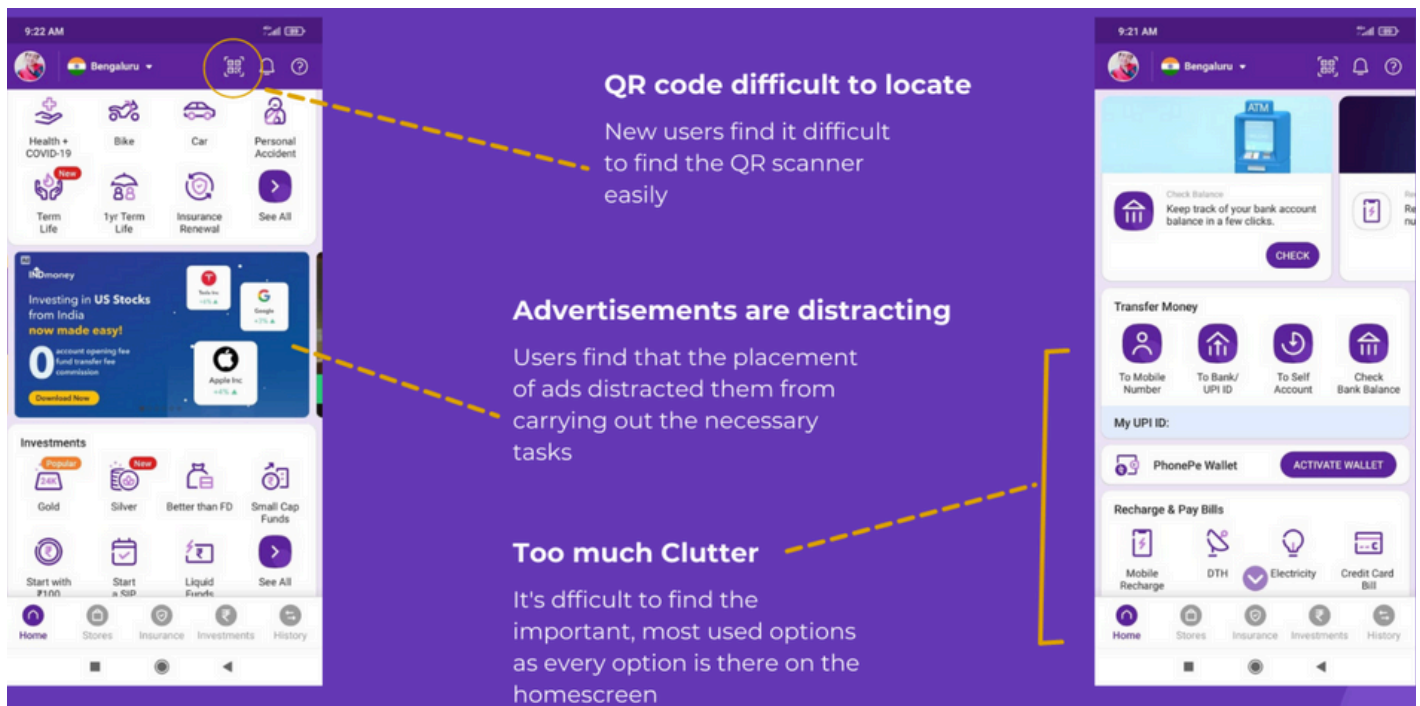 9:22 AM
Bengaluru
Health +
COVID-19
Bike
Car
Personal
Accident
New
Term
Life
1yr Term
Life
Insurance
Renewal
See All
INDmoney
Investing in US Stocks
from India
now made easy!
0 account opening fee
fund transfer fee
commission
Download Now
Tesla Inc
+4%
Google
+3%
Apple Inc
+4%
Investments
Popular
24K
New
Gold
Silver
Better than FD
Small Cap
Funds
Start with
₹100
Start
a SIP
Liquid
Funds
See All
Home
Stores
Insurance
Investments
History
QR code difficult to locate
New users find it difficult
to find the QR scanner
easily
Advertisements are distracting
Users find that the placement
of ads distracted them from
carrying out the necessary
tasks
Too much Clutter
It's dfficult to find the
important, most used options
as every option is there on the
homescreen
9:21 AM
Bengaluru
ATM
Check Balance
Keep track of your bank account
balance in a few clicks.
CHECK
Transfer Money
To Mobile
Number
To Bank/
UPI ID
To Self
Account
Check
Bank Balance
My UPI ID:
PhonePe Wallet
ACTIVATE WALLET
Recharge & Pay Bills
Mobile
Recharge
DTH
Electricity
Credit Card
Bill
Home
Stores
Insurance
Investments
History